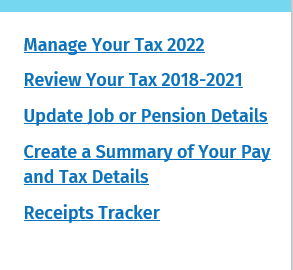 Manage Your Tax 2022
Review Your Tax 2018-2021
Update Job or Pension Details
Create a Summary of Your Pay
and Tax Details
Receipts Tracker